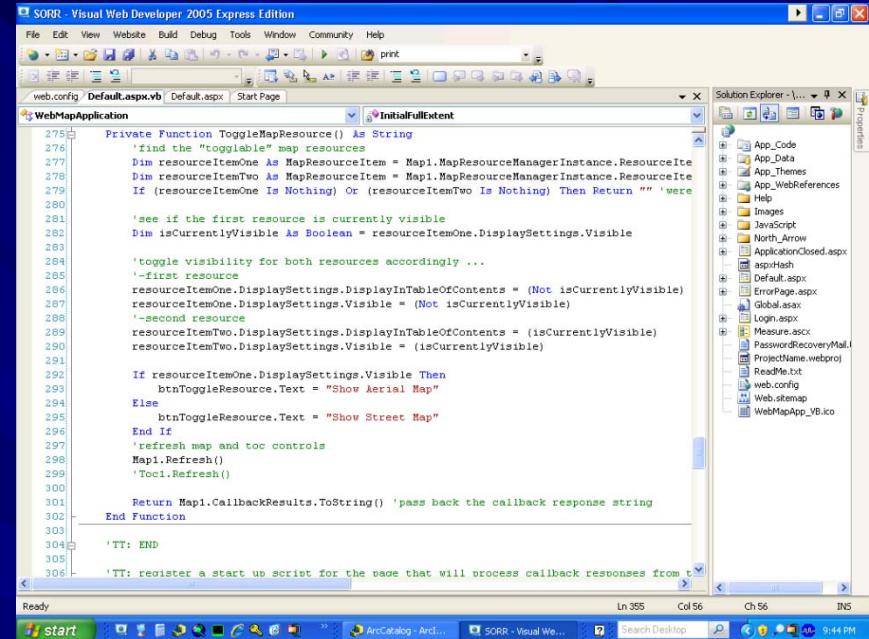 SORR - Visual Web Developer 2005 Express Edition
File Edit View Website Build Debug Tools Window Community Help
print
web.config Default.aspx.vb Default.aspx Start Page
WebMapApplication InitialFullExtent
275 Private Function ToggleMapResource() As String
276 'find the "togglable" map resources
277 Dim resourceItemOne As MapResourceItem = Map1.MapResourceManagerInstance.ResourceIte
278 Dim resourceItemTwo As MapResourceItem = Map1.MapResourceManagerInstance.ResourceIte
279 If (resourceItemOne Is Nothing) Or (resourceItemTwo Is Nothing) Then Return "" 'were
280
281 'see if the first resource is currently visible
282 Dim isCurrentlyVisible As Boolean = resourceItemOne.DisplaySettings.Visible
283
284 'toggle visibility for both resources accordingly ...
285 '-first resource
286 resourceItemOne.DisplaySettings.DisplayInTableOfContents = (Not isCurrentlyVisible)
287 resourceItemOne.DisplaySettings.Visible = (Not isCurrentlyVisible)
288 '-second resource
289 resourceItemTwo.DisplaySettings.DisplayInTableOfContents = (isCurrentlyVisible)
290 resourceItemTwo.DisplaySettings.Visible = (isCurrentlyVisible)
291
292 If resourceItemOne.DisplaySettings.Visible Then
293 btnToggleResource.Text = "Show Aerial Map"
294 Else
295 btnToggleResource.Text = "Show Street Map"
296 End If
297 'refresh map and toc controls
298 Map1.Refresh()
299 'Toc1.Refresh()
300
301 Return Map1.CallbackResults.ToString() 'pass back the callback response string
302 End Function
303
304 'TT: END
305
306 'TT: register a start up script for the page that will process callback responses from t
Solution Explorer - \...
App_Code
App_Data
App_Themes
App_WebReferences
Help
Images
JavaScript
North_Arrow
ApplicationClosed.aspx
aspxHash
Default.aspx
ErrorPage.aspx
Global.asax
Login.aspx
Measure.ascx
PasswordRecoveryMail.
ProjectName.webproj
ReadMe.txt
web.config
Web.sitemap
WebMapApp_VB.ico
Properties
Ready Ln 355 Col 56 Ch 56 INS
start ArcCatalog - ArcI... SORR - Visual We... Search Desktop 9:44 PM